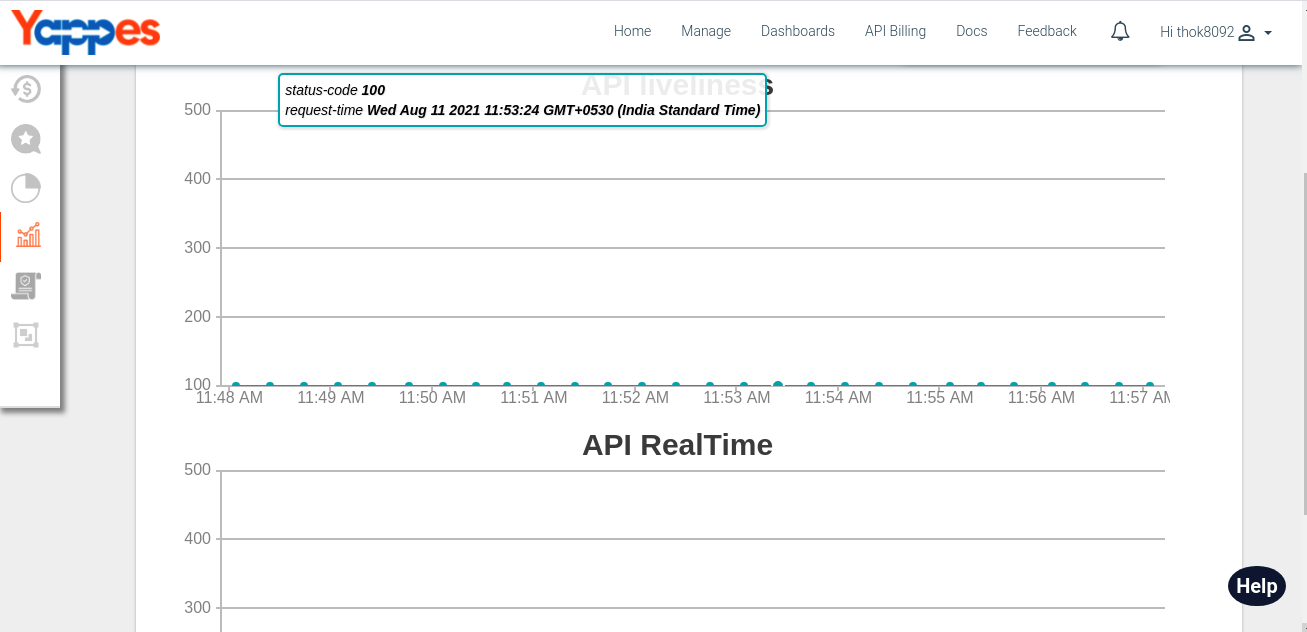 Yappes
Home Manage Dashboards API Billing Docs Feedback Hi thok8092
API liveliness
status-code 100
request-time Wed Aug 11 2021 11:53:24 GMT+0530 (India Standard Time)
500
400
300
200
100
11:48 AM 11:49 AM 11:50 AM 11:51 AM 11:52 AM 11:53 AM 11:54 AM 11:55 AM 11:56 AM 11:57 AM
API RealTime
500
400
300
Help